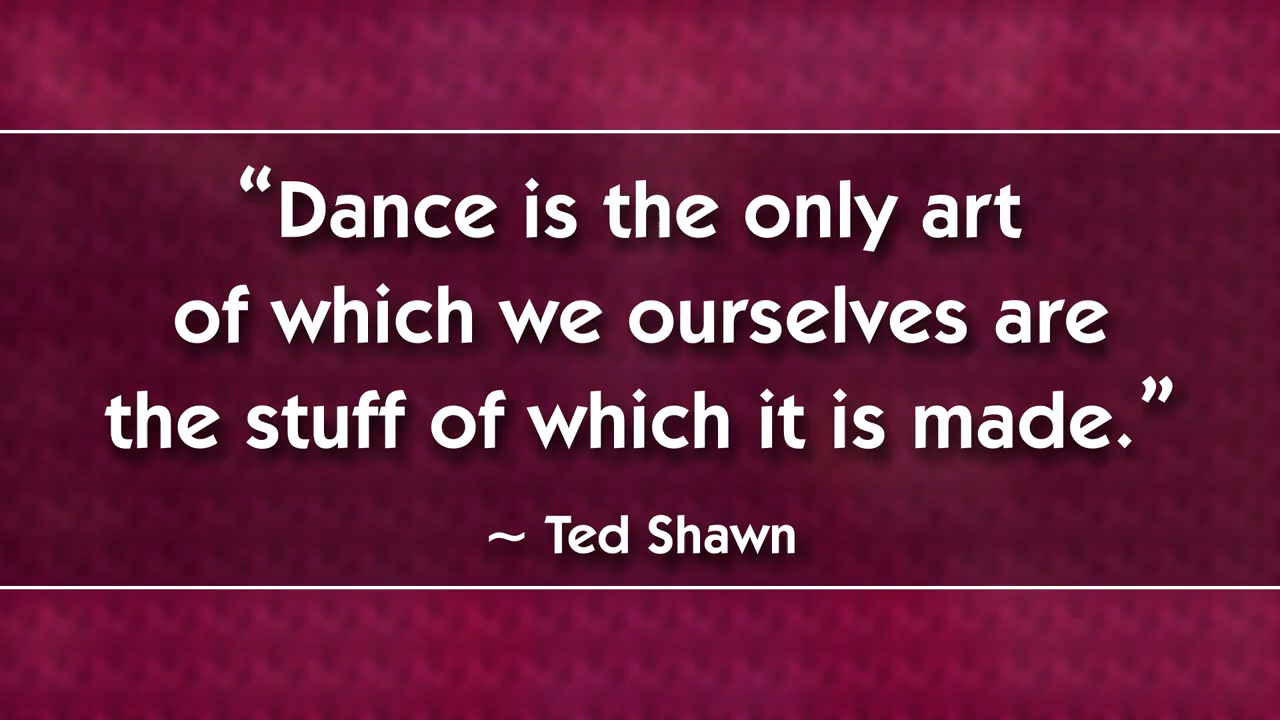 “Dance is the only art
of which we ourselves are
the stuff of which it is made.”
~ Ted Shawn